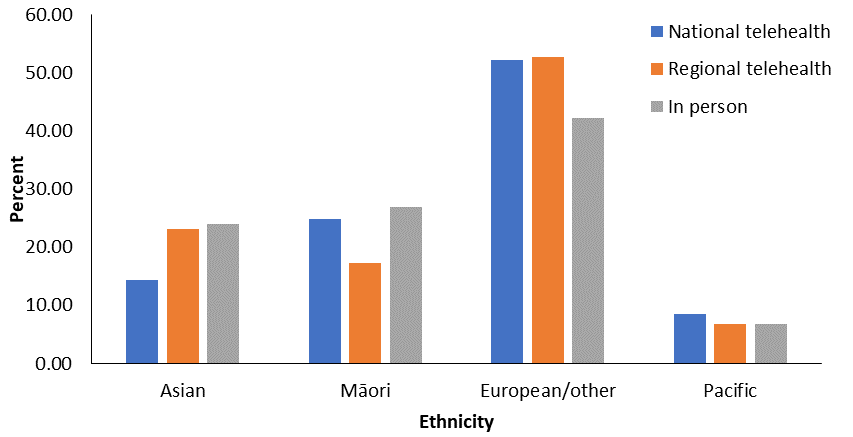 60.00
50.00
40.00
30.00
20.00
10.00
0.00
Percent
National telehealth
Regional telehealth
In person
Asian Māori European/other Pacific
Ethnicity